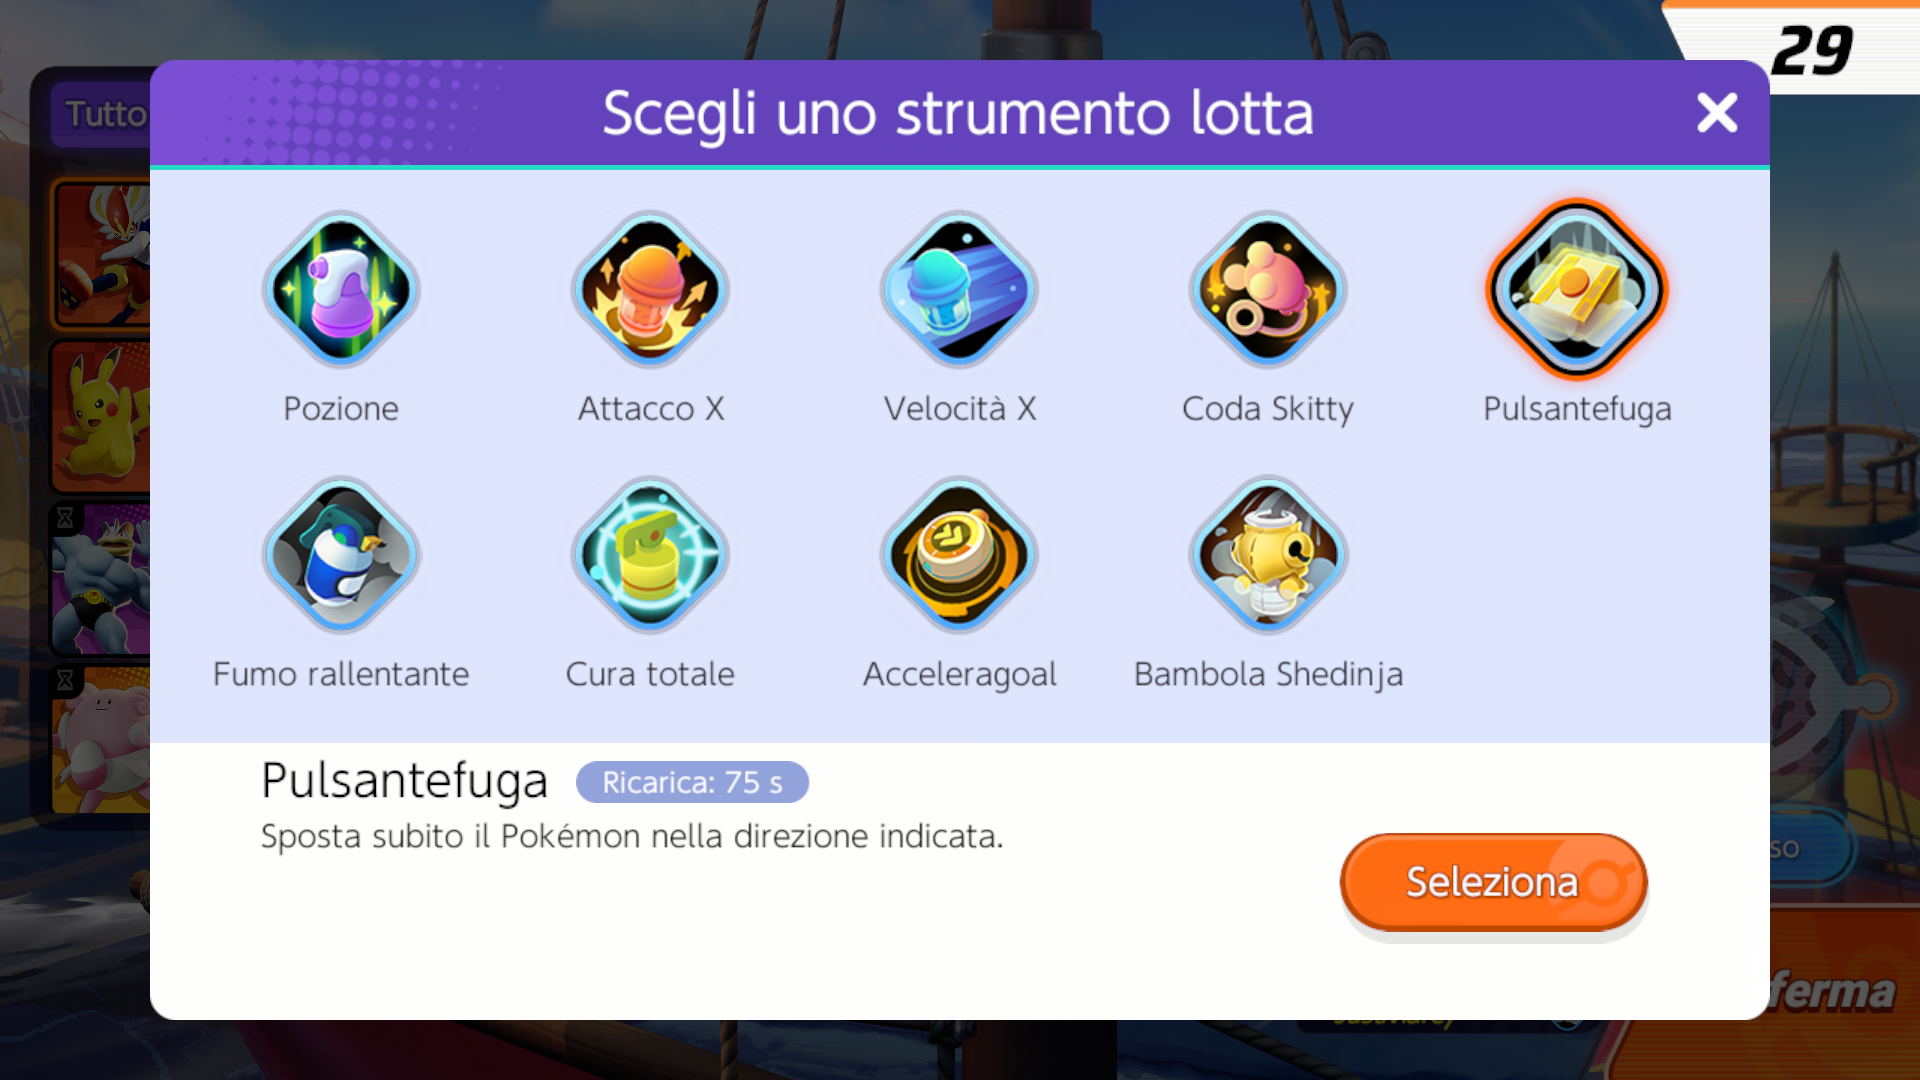 29
Tutto
Scegli uno strumento lotta
Pozione
Attacco X
Velocità X
Coda Skitty
Pulsantefuga
Fumo rallentante
Cura totale
Acceleragoal
Bambola Shedinja
Pulsantefuga
Ricarica: 75 s
Sposta subito il Pokémon nella direzione indicata.
Seleziona
so
ferma